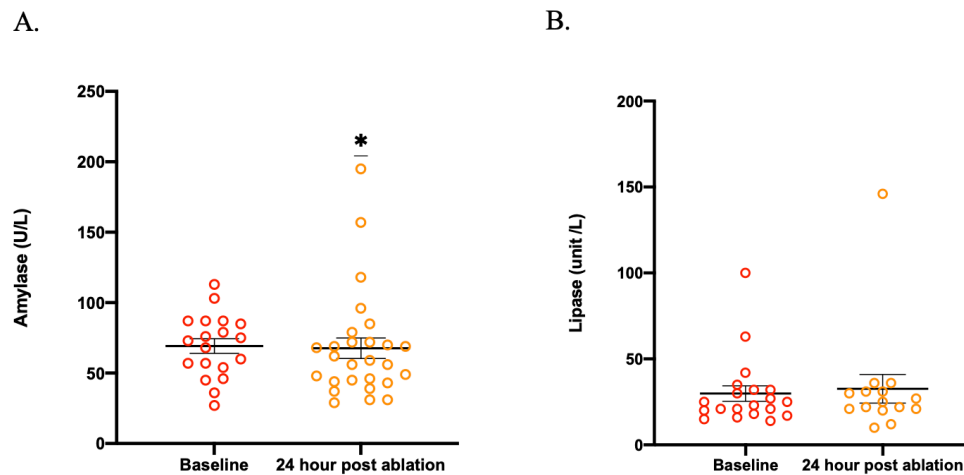 A.
B.
250
200
150
100
50
0
Amylase (U/L)
*
Baseline
24 hour post ablation
200
150
100
50
0
Lipase (unit /L)
Baseline
24 hour post ablation